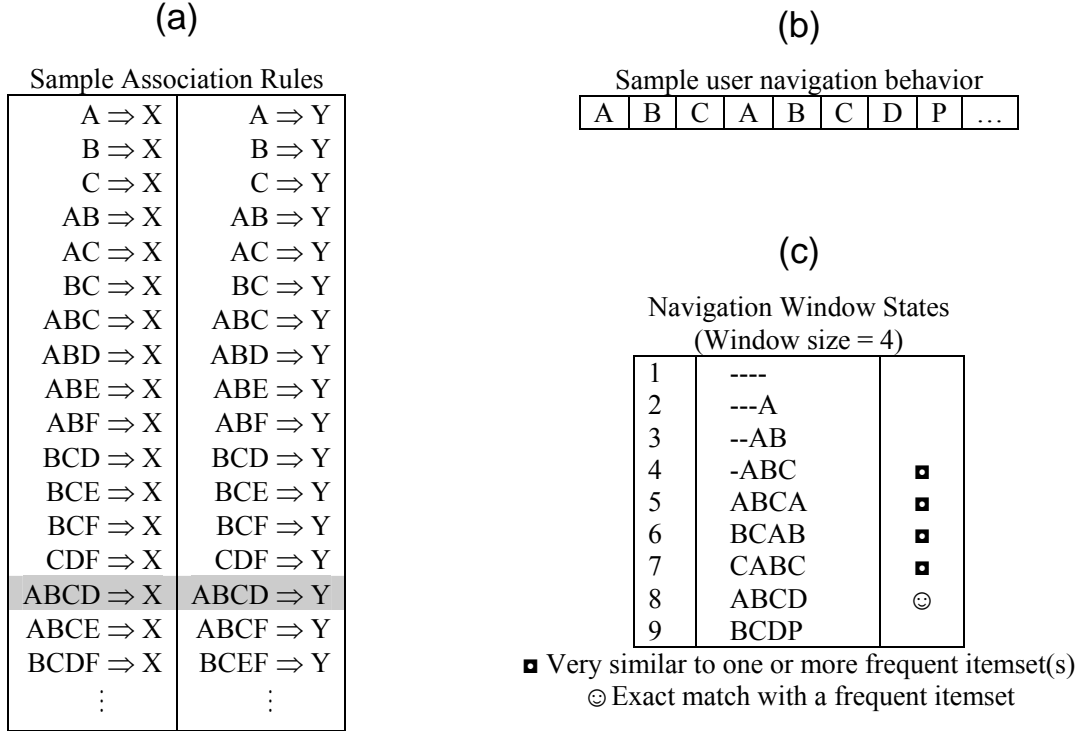 (a)
Sample Association Rules
A ⇒ X A ⇒ Y
B ⇒ X B ⇒ Y
C ⇒ X C ⇒ Y
AB ⇒ X AB ⇒ Y
AC ⇒ X AC ⇒ Y
BC ⇒ X BC ⇒ Y
ABC ⇒ X ABC ⇒ Y
ABD ⇒ X ABD ⇒ Y
ABE ⇒ X ABE ⇒ Y
ABF ⇒ X ABF ⇒ Y
BCD ⇒ X BCD ⇒ Y
BCE ⇒ X BCE ⇒ Y
BCF ⇒ X BCF ⇒ Y
CDF ⇒ X CDF ⇒ Y
ABCD ⇒ X ABCD ⇒ Y
ABCE ⇒ X ABCF ⇒ Y
BCDF ⇒ X BCEF ⇒ Y
⋮ ⋮
(b)
Sample user navigation behavior
A B C A B C D P …
(c)
Navigation Window States
(Window size = 4)
1 ----
2 ---A
3 --AB
4 -ABC ◘
5 ABCA ◘
6 BCAB ◘
7 CABC ◘
8 ABCD ☺
9 BCDP
◘ Very similar to one or more frequent itemset(s)
☺ Exact match with a frequent itemset